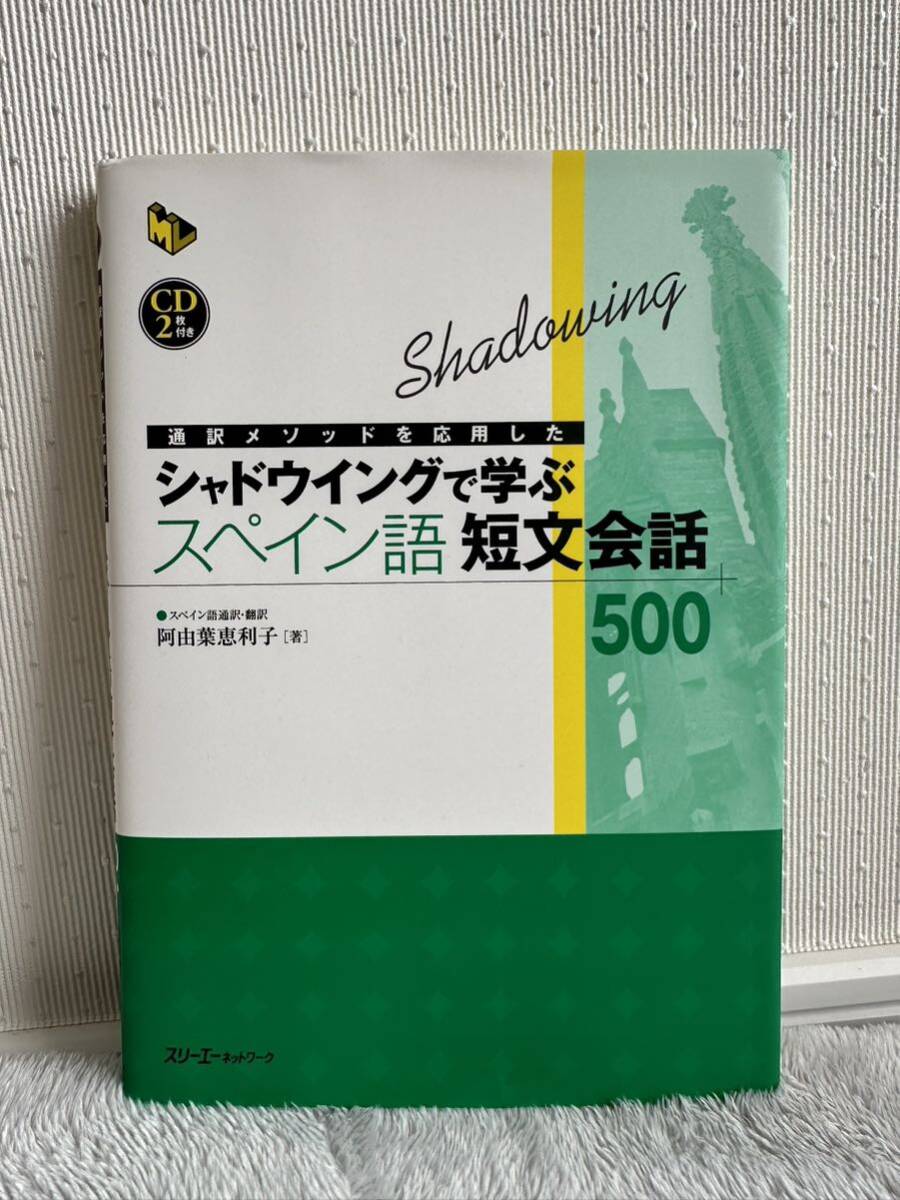 ML
CD
2枚付き
Shadowing
通訳メソッドを応用した
シャドウイングで学ぶ
スペイン語 短文会話
500
●スペイン語通訳・翻訳
阿由葉恵利子[著]
スリーエーネットワーク